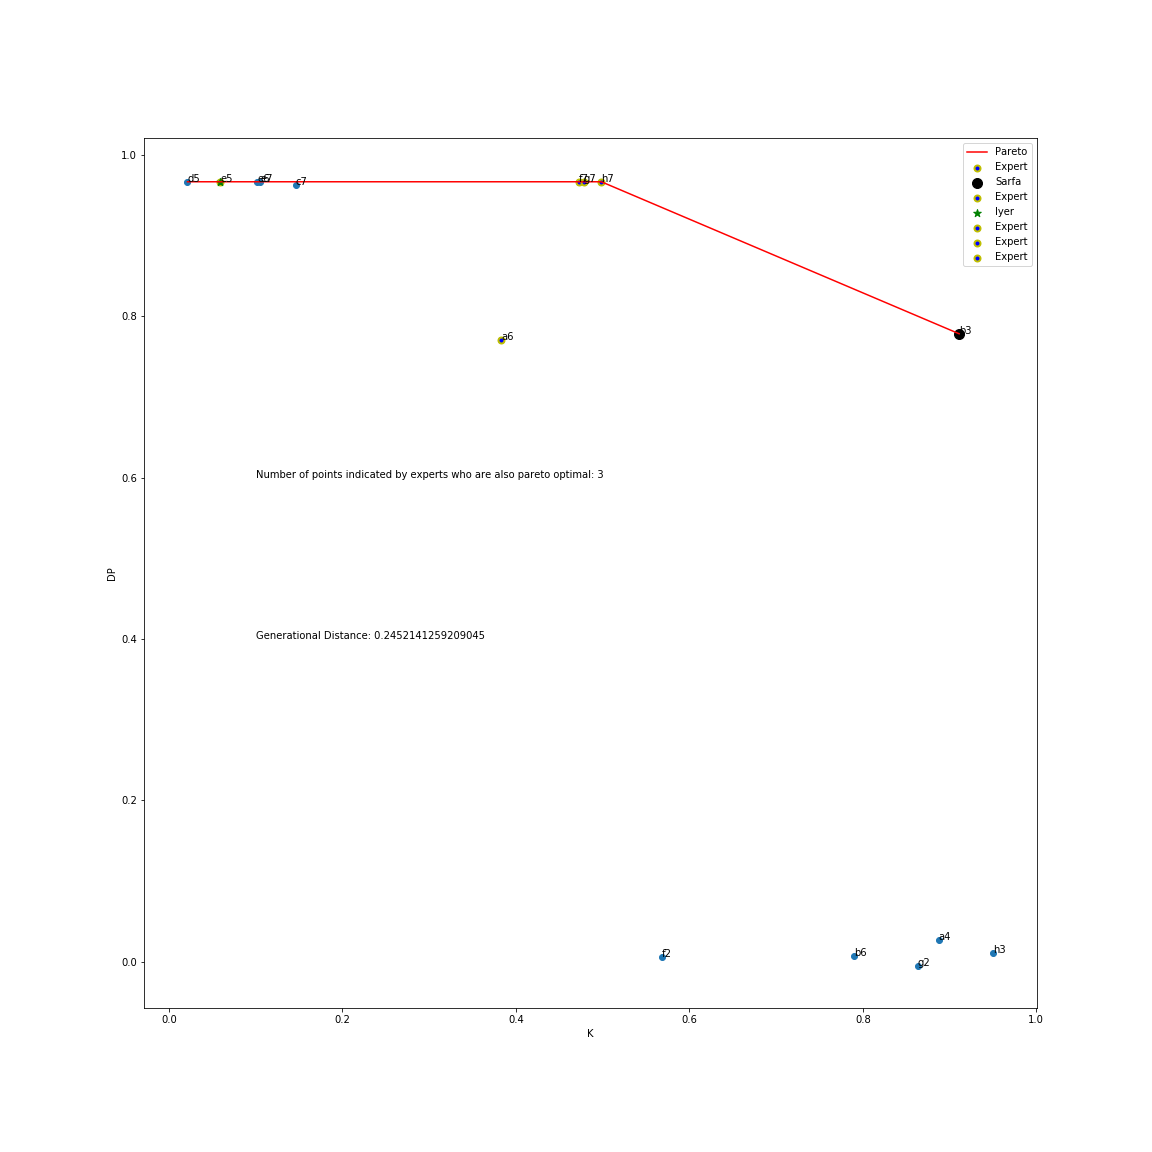 1.0
Pareto
Expert
Sarfa
Expert
Iyer
Expert
Expert
Expert
d5
e5
c7
g7
h7
0.8
b3
a6
0.6
Number of points indicated by experts who are also pareto optimal: 3
DP
0.4
Generational Distance: 0.2452141259209045
0.2
0.0
f2
b6
g2
a4
h3
0.0
0.2
0.4
0.6
0.8
1.0
K